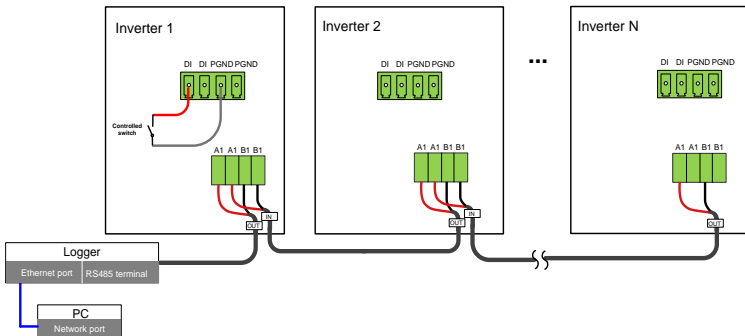 Inverter 1
DI DI PGND PGND
Controlled
switch
A1 A1 B1 B1
IN
OUT
Inverter 2
DI DI PGND PGND
A1 A1 B1 B1
IN
OUT
...
Inverter N
DI DI PGND PGND
A1 A1 B1 B1
OUT
Logger
Ethernet port RS485 terminal
PC
Network port